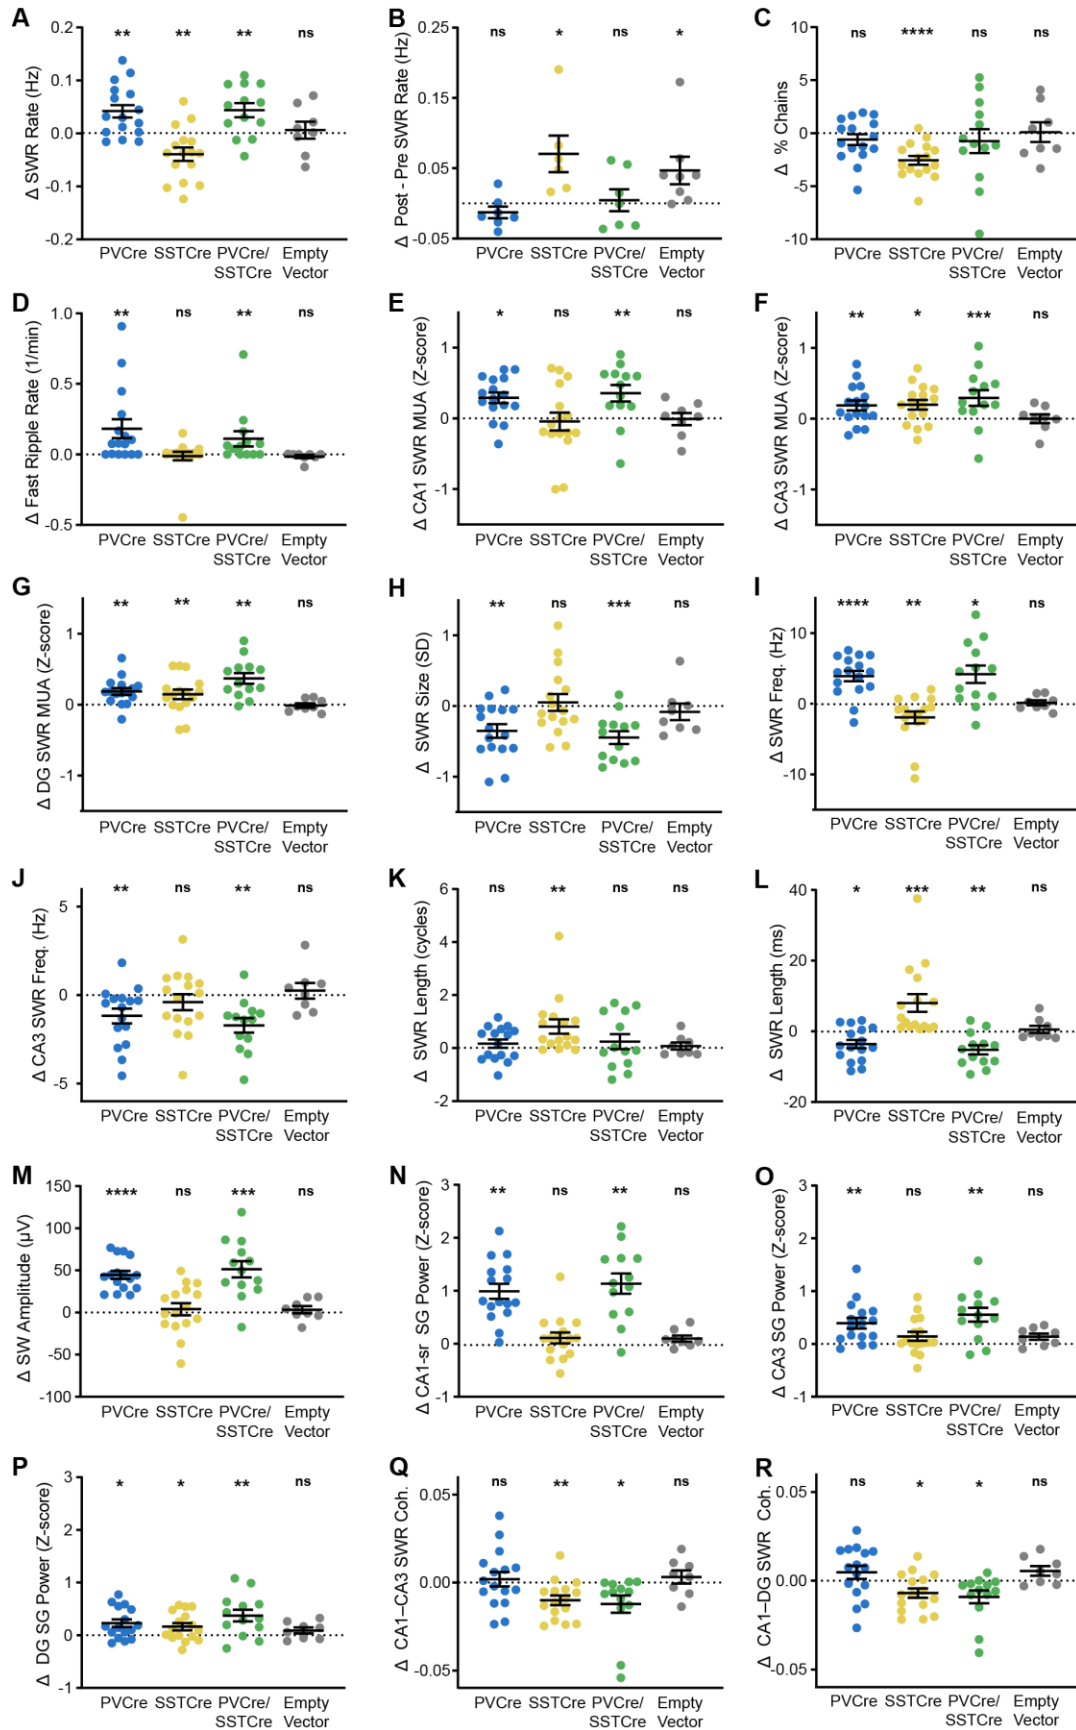 A
Δ SWR Rate (Hz)
0.2
0.1
0.0
-0.1
-0.2
** ** ** ns
PVCre SSTCre PVCre/ Empty
SSTCre Vector
B
Δ Post - Pre SWR Rate (Hz)
0.25
0.15
0.05
-0.05
ns * ns *
PVCre SSTCre PVCre/ Empty
SSTCre Vector
C
Δ % Chains
10
5
0
-5
-10
ns **** ns ns
PVCre SSTCre PVCre/ Empty
SSTCre Vector
D
Δ Fast Ripple Rate (1/min)
1.0
0.5
0.0
-0.5
** ns ** ns
PVCre SSTCre PVCre/ Empty
SSTCre Vector
E
Δ CA1 SWR MUA (Z-score)
1
0
-1
* ns ** ns
PVCre SSTCre PVCre/ Empty
SSTCre Vector
F
Δ CA3 SWR MUA (Z-score)
1
0
-1
** * *** ns
PVCre SSTCre PVCre/ Empty
SSTCre Vector
G
Δ DG SWR MUA (Z-score)
1
0
-1
** ** ** ns
PVCre SSTCre PVCre/ Empty
SSTCre Vector
H
Δ SWR Size (SD)
1
0
-1
** ns *** ns
PVCre SSTCre PVCre/ Empty
SSTCre Vector
I
Δ SWR Freq. (Hz)
10
0
-10
**** ** * ns
PVCre SSTCre PVCre/ Empty
SSTCre Vector
J
Δ CA3 SWR Freq. (Hz)
5
0
-5
** ns ** ns
PVCre SSTCre PVCre/ Empty
SSTCre Vector
K
Δ SWR Length (cycles)
6
4
2
0
-2
ns ** ns ns
PVCre SSTCre PVCre/ Empty
SSTCre Vector
L
Δ SWR Length (ms)
40
20
0
-20
* *** ** ns
PVCre SSTCre PVCre/ Empty
SSTCre Vector
M
Δ SW Amplitude (µV)
150
100
50
0
-50
-100
**** ns *** ns
PVCre SSTCre PVCre/ Empty
SSTCre Vector
N
Δ CA1-sr SG Power (Z-score)
3
2
1
0
-1
** ns ** ns
PVCre SSTCre PVCre/ Empty
SSTCre Vector
O
Δ CA3 SG Power (Z-score)
3
2
1
0
-1
** ns ** ns
PVCre SSTCre PVCre/ Empty
SSTCre Vector
P
Δ DG SG Power (Z-score)
3
2
1
0
-1
* * ** ns
PVCre SSTCre PVCre/ Empty
SSTCre Vector
Q
Δ CA1–CA3 SWR Coh.
0.05
0.00
-0.05
ns ** * ns
PVCre SSTCre PVCre/ Empty
SSTCre Vector
R
Δ CA1–DG SWR Coh.
0.05
0.00
-0.05
ns * * ns
PVCre SSTCre PVCre/ Empty
SSTCre Vector